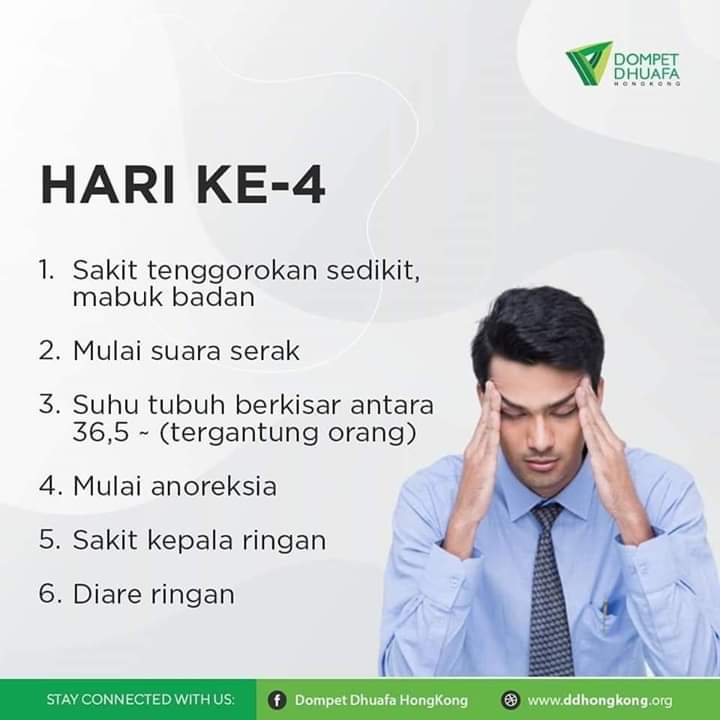 DOMPET
DHUAFA
HONGKONG
HARI KE-4
1. Sakit tenggorokan sedikit,
mabuk badan
2. Mulai suara serak
3. Suhu tubuh berkisar antara
36,5 ~ (tergantung orang)
4. Mulai anoreksia
5. Sakit kepala ringan
6. Diare ringan
STAY CONNECTED WITH US: Dompet Dhuafa HongKong www.ddhongkong.org